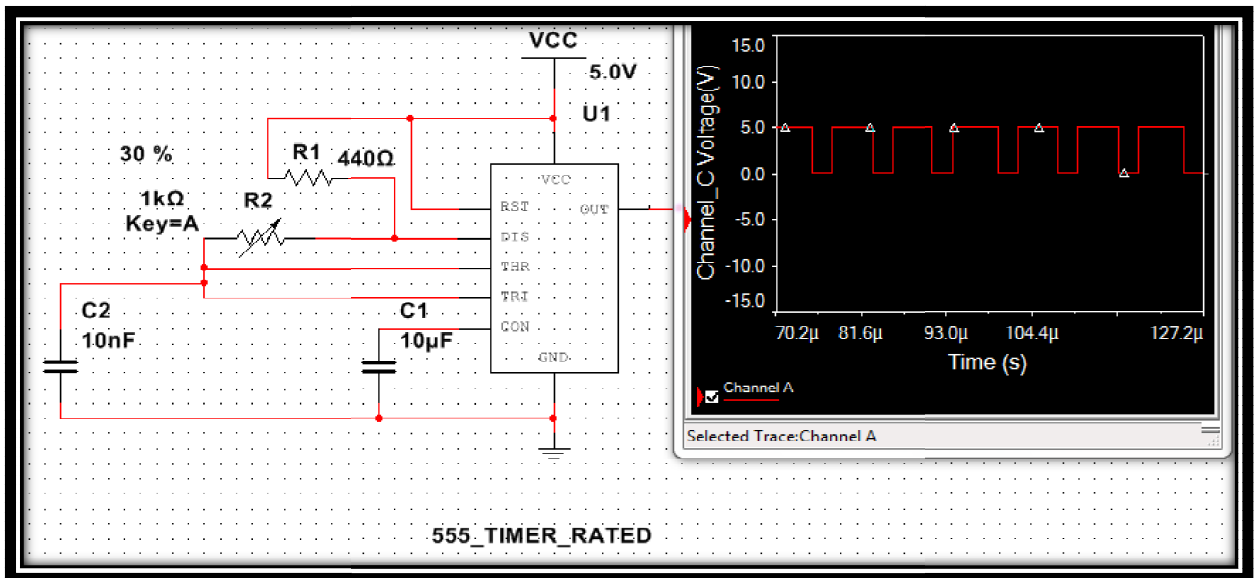 VCC
5.0V
U1
30 %
R1
440Ω
1kΩ
Key=A
R2
VCC
RST
OUT
DIS
THR
TRI
CON
GND
C2
10nF
C1
10µF
555_TIMER_RATED
Channel_C Voltage(V)
15.0
10.0
5.0
0.0
-5.0
-10.0
-15.0
70.2µ 81.6µ 93.0µ 104.4µ 127.2µ
Time (s)
Channel A
Selected Trace:Channel A